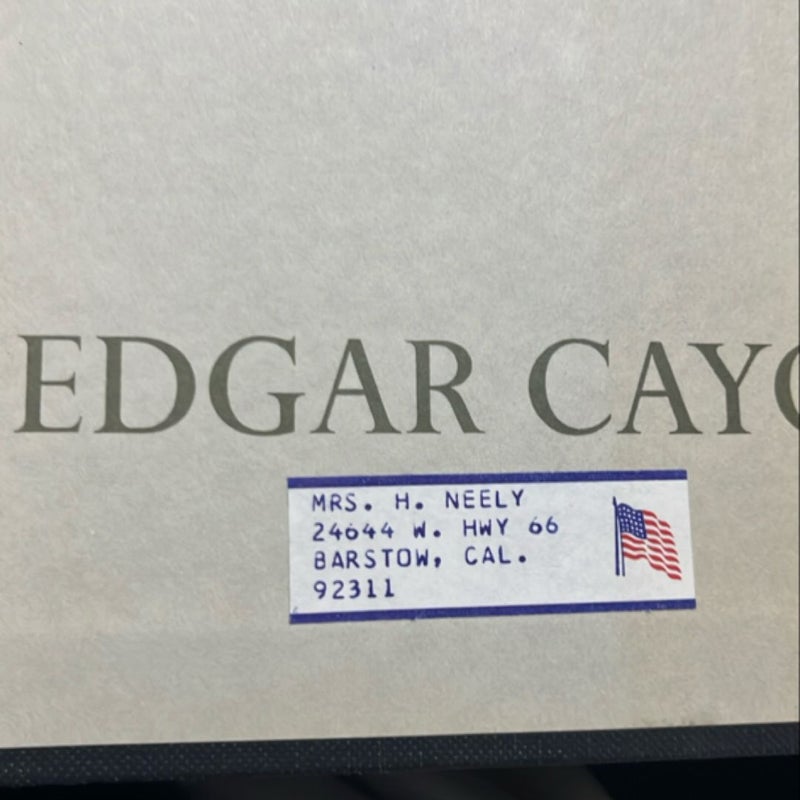 EDGAR CAY
MRS. H. NEELY
24644 W. HWY 66
BARSTOW, CAL.
92311